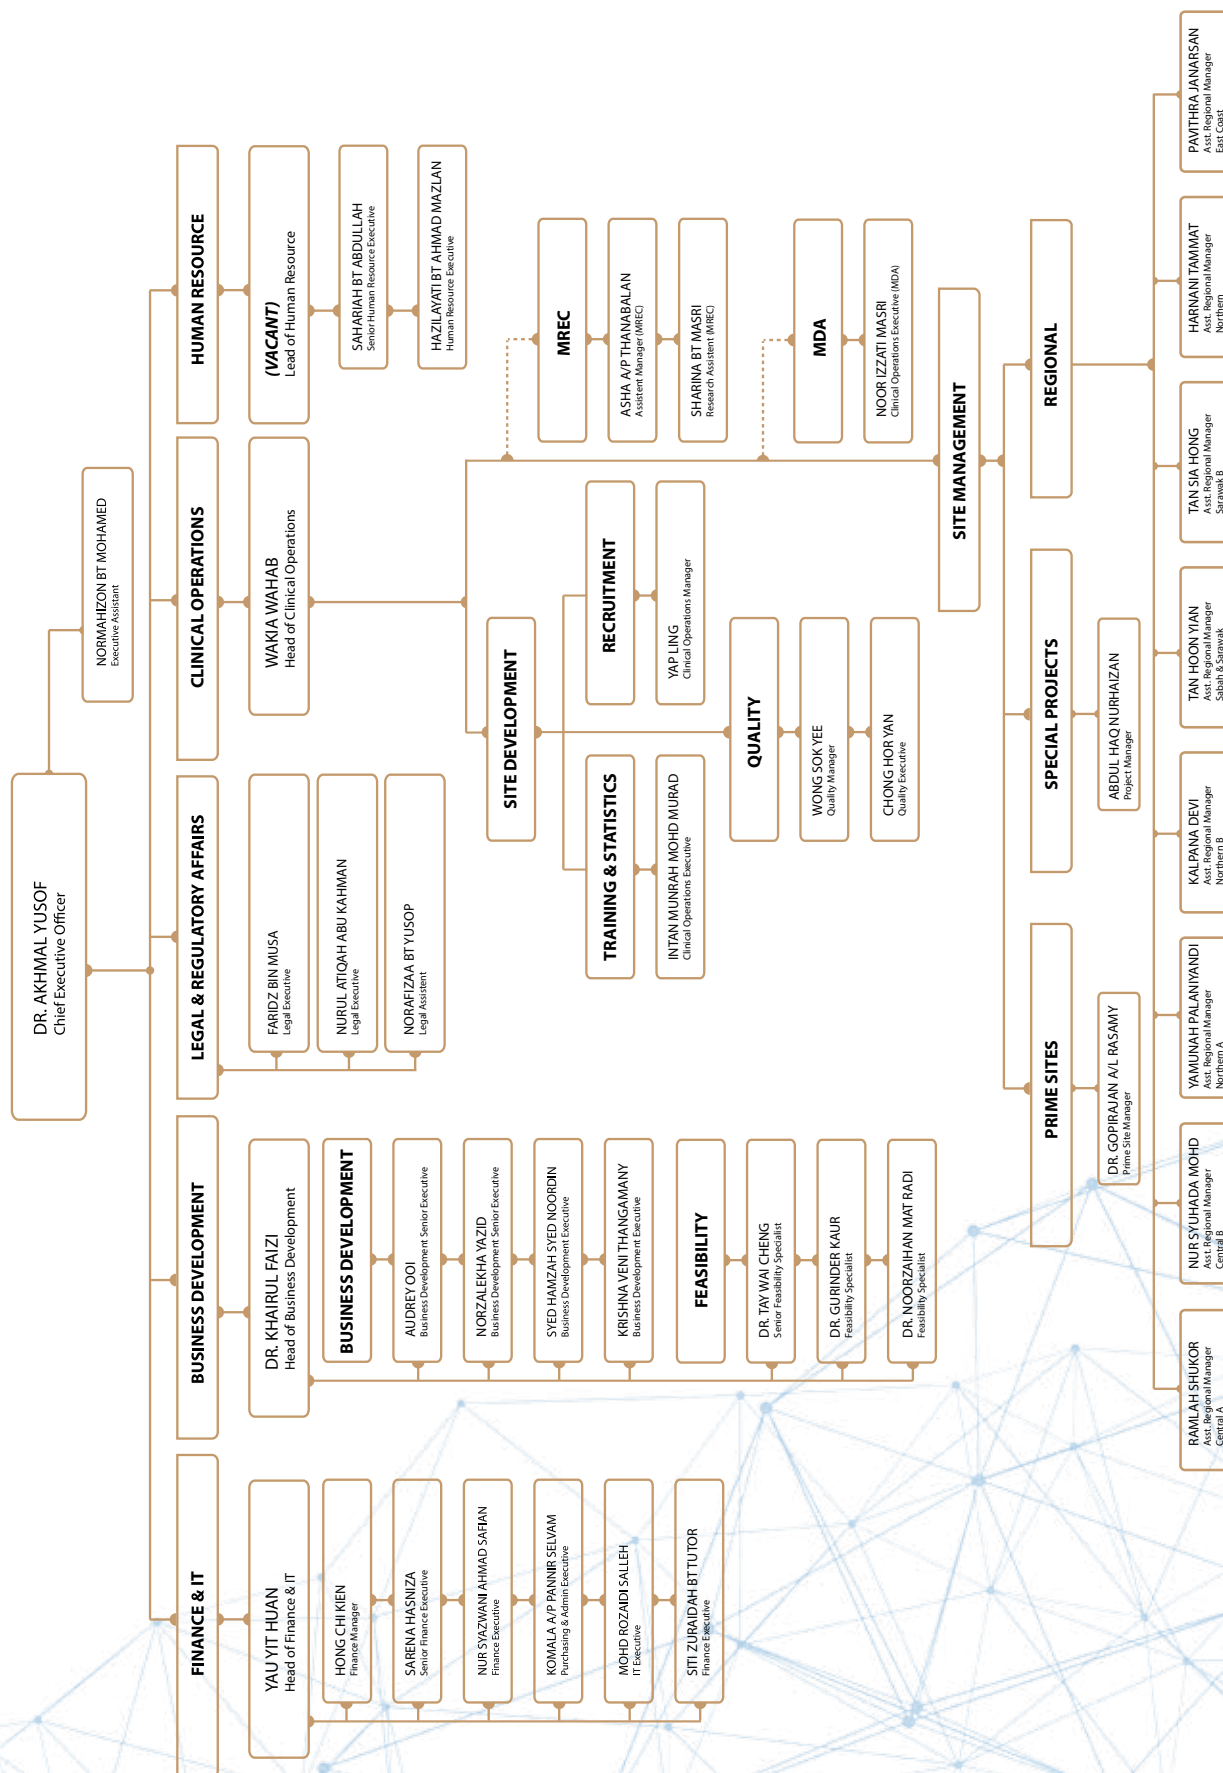 DR. AKHMAL YUSOF
Chief Executive Officer
NORMAHIZON BT MOHAMED
Executive Assistant
FINANCE & IT
YAU YIT HUAN
Head of Finance & IT
HONG CHI KIEN
Finance Manager
SARENA HASNIZA
Senior Finance Executive
NUR SYAZWANI AHMAD SAFIAN
Finance Executive
KOMALA A/P PANNIR SELVAM
Purchasing & Admin Executive
MOHD ROZAIDI SALLEH
IT Executive
SITI ZURAIDAH BT TUTOR
Finance Executive
BUSINESS DEVELOPMENT
DR. KHAIRUL FAIZI
Head of Business Development
BUSINESS DEVELOPMENT
AUDREY OOI
Business Development Senior Executive
NORZALEKHA YAZID
Business Development Senior Executive
SYED HAMZAH SYED NOORDIN
Business Development Executive
KRISHNA VENI THANGAMANY
Business Development Executive
FEASIBILITY
DR. TAY WAI CHENG
Senior Feasibility Specialist
DR. GURINDER KAUR
Feasibility Specialist
DR. NOORZAIHAN MAT RADI
Feasibility Specialist
LEGAL & REGULATORY AFFAIRS
FARIDZ BIN MUSA
Legal Executive
NURUL ATIQAH ABU KAHMAN
Legal Executive
NORAFIZAA BT YUSOP
Legal Assistent
CLINICAL OPERATIONS
WAKIA WAHAB
Head of Clinical Operations
SITE DEVELOPMENT
TRAINING & STATISTICS
INTAN MUNRAH MOHD MURAD
Clinical Operations Executive
RECRUITMENT
YAP LING
Clinical Operations Manager
QUALITY
WONG SOK YEE
Quality Manager
CHONG HOR YAN
Quality Executive
HUMAN RESOURCE
(VACANT)
Lead of Human Resource
SAHARIAH BT ABDULLAH
Senior Human Resource Executive
HAZILAYATI BT AHMAD MAZLAN
Human Resource Executive
MREC
ASHA A/P THANABALAN
Assistent Manager (MREC)
SHARINA BT MASRI
Research Assistent (MREC)
MDA
NOOR IZZATI MASRI
Clinical Operations Executive (MDA)
SITE MANAGEMENT
PRIME SITES
DR. GOPIRAJAN A/L RASAMY
Prime Site Manager
SPECIAL PROJECTS
ABDUL HAQ NURHAIZAN
Project Manager
REGIONAL
RAMLAH SHUKOR
Asst. Regional Manager
Central A
NUR SYUHADA MOHD
Asst. Regional Manager
Central B
YAMUNAH PALANIYANDI
Asst. Regional Manager
Northern A
KALPANA DEVI
Asst. Regional Manager
Northern B
TAN HOON YIAN
Asst. Regional Manager
Sabah & Sarawak
TAN SIA HONG
Asst. Regional Manager
Sarawak B
HARNANI TAMMAT
Asst. Regional Manager
Northern
PAVITHRA JANARSAN
Asst. Regional Manager
East Coast